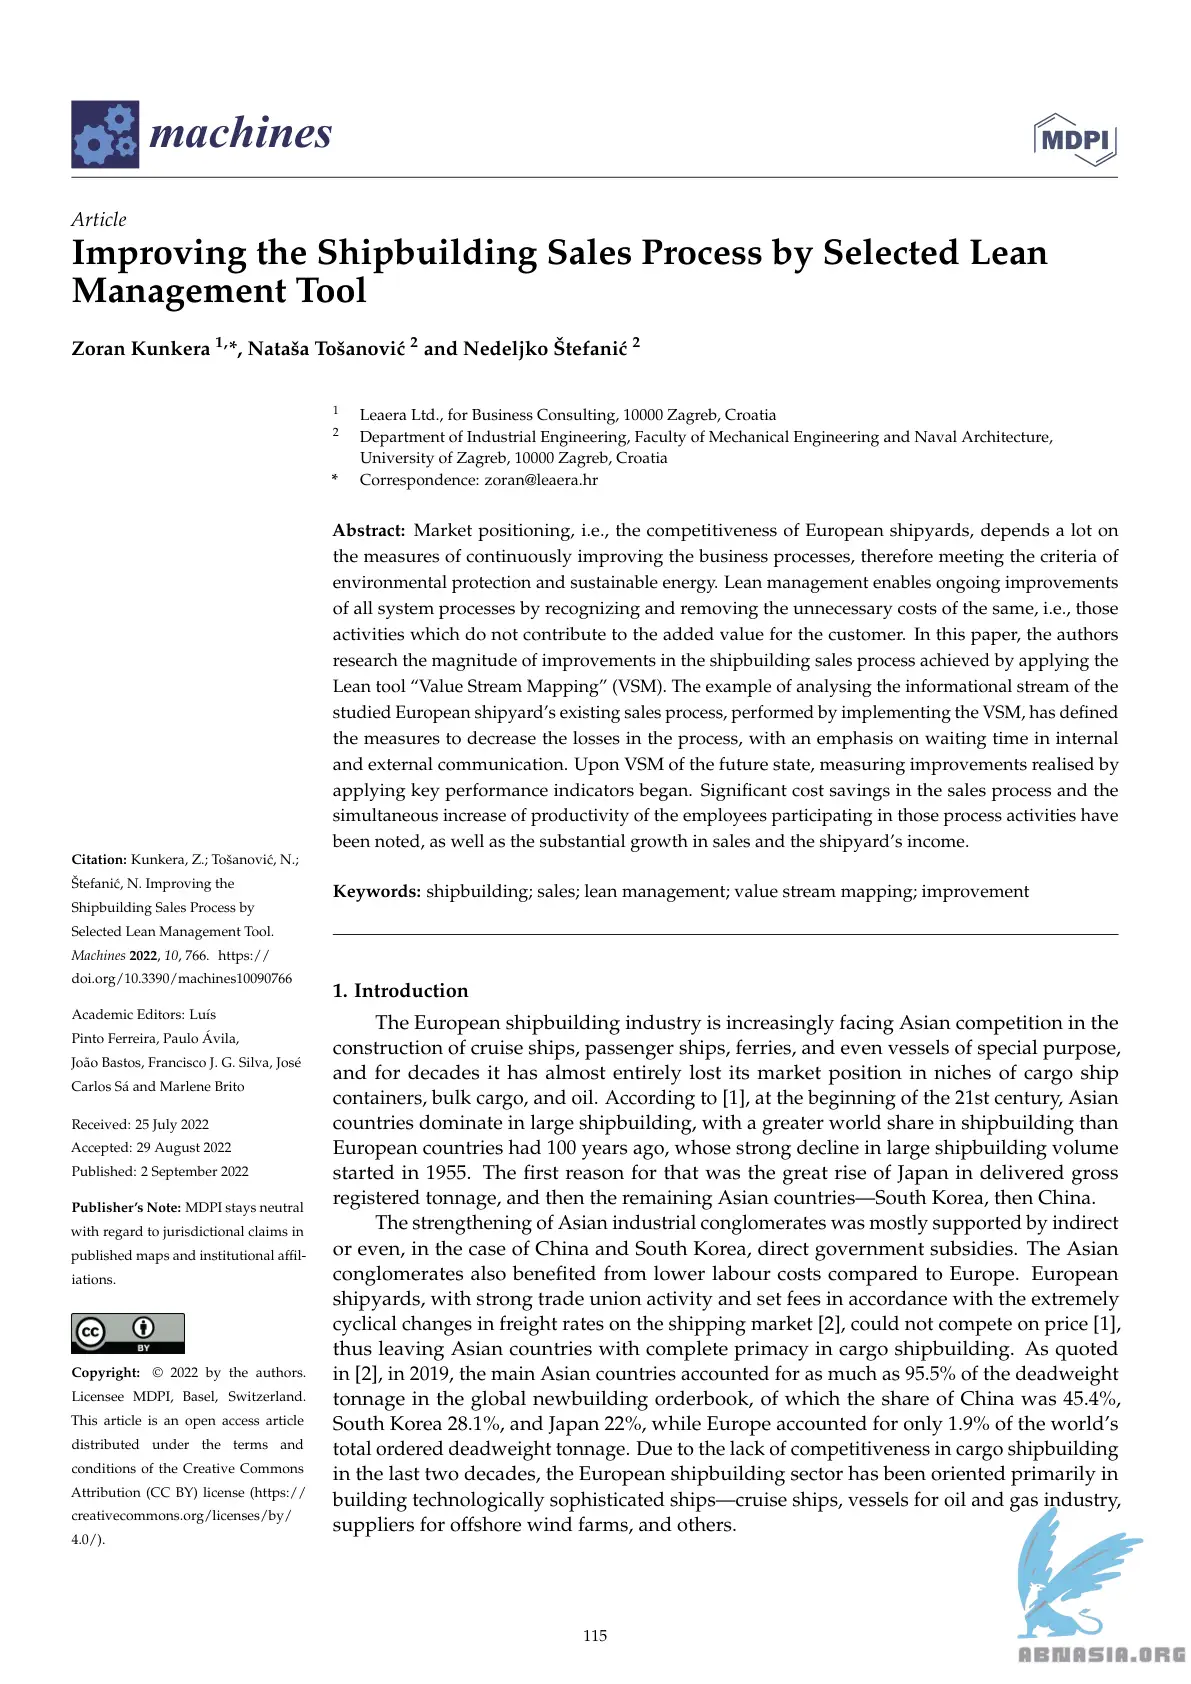 machines
MDPI
Article
Improving the Shipbuilding Sales Process by Selected Lean
Management Tool
Zoran Kunkera 1,*, Nataša Tošanović 2 and Nedeljko Štefanić 2
1 Leaera Ltd., for Business Consulting, 10000 Zagreb, Croatia
2 Department of Industrial Engineering, Faculty of Mechanical Engineering and Naval Architecture,
University of Zagreb, 10000 Zagreb, Croatia
* Correspondence: zoran@leaera.hr
Abstract: Market positioning, i.e., the competitiveness of European shipyards, depends a lot on
the measures of continuously improving the business processes, therefore meeting the criteria of
environmental protection and sustainable energy. Lean management enables ongoing improvements
of all system processes by recognizing and removing the unnecessary costs of the same, i.e., those
activities which do not contribute to the added value for the customer. In this paper, the authors
research the magnitude of improvements in the shipbuilding sales process achieved by applying the
Lean tool “Value Stream Mapping” (VSM). The example of analysing the informational stream of the
studied European shipyard’s existing sales process, performed by implementing the VSM, has defined
the measures to decrease the losses in the process, with an emphasis on waiting time in internal
and external communication. Upon VSM of the future state, measuring improvements realised by
applying key performance indicators began. Significant cost savings in the sales process and the
simultaneous increase of productivity of the employees participating in those process activities have
been noted, as well as the substantial growth in sales and the shipyard’s income.
Keywords: shipbuilding; sales; lean management; value stream mapping; improvement
Citation: Kunkera, Z.; Tošanović, N.;
Štefanić, N. Improving the
Shipbuilding Sales Process by
Selected Lean Management Tool.
Machines 2022, 10, 766. https://
doi.org/10.3390/machines10090766
Academic Editors: Luís
Pinto Ferreira, Paulo Ávila,
João Bastos, Francisco J. G. Silva, José
Carlos Sá and Marlene Brito
Received: 25 July 2022
Accepted: 29 August 2022
Published: 2 September 2022
Publisher’s Note: MDPI stays neutral
with regard to jurisdictional claims in
published maps and institutional affil-
iations.
CC BY
Copyright: © 2022 by the authors.
Licensee MDPI, Basel, Switzerland.
This article is an open access article
distributed under the terms and
conditions of the Creative Commons
Attribution (CC BY) license (https://
creativecommons.org/licenses/by/
4.0/).
1. Introduction
The European shipbuilding industry is increasingly facing Asian competition in the
construction of cruise ships, passenger ships, ferries, and even vessels of special purpose,
and for decades it has almost entirely lost its market position in niches of cargo ship
containers, bulk cargo, and oil. According to [1], at the beginning of the 21st century, Asian
countries dominate in large shipbuilding, with a greater world share in shipbuilding than
European countries had 100 years ago, whose strong decline in large shipbuilding volume
started in 1955. The first reason for that was the great rise of Japan in delivered gross
registered tonnage, and then the remaining Asian countries—South Korea, then China.
The strengthening of Asian industrial conglomerates was mostly supported by indirect
or even, in the case of China and South Korea, direct government subsidies. The Asian
conglomerates also benefited from lower labour costs compared to Europe. European
shipyards, with strong trade union activity and set fees in accordance with the extremely
cyclical changes in freight rates on the shipping market [2], could not compete on price [1],
thus leaving Asian countries with complete primacy in cargo shipbuilding. As quoted
in [2], in 2019, the main Asian countries accounted for as much as 95.5% of the deadweight
tonnage in the global newbuilding orderbook, of which the share of China was 45.4%,
South Korea 28.1%, and Japan 22%, while Europe accounted for only 1.9% of the world’s
total ordered deadweight tonnage. Due to the lack of competitiveness in cargo shipbuilding
in the last two decades, the European shipbuilding sector has been oriented primarily in
building technologically sophisticated ships—cruise ships, vessels for oil and gas industry,
suppliers for offshore wind farms, and others.
115
ABNASIA.ORG